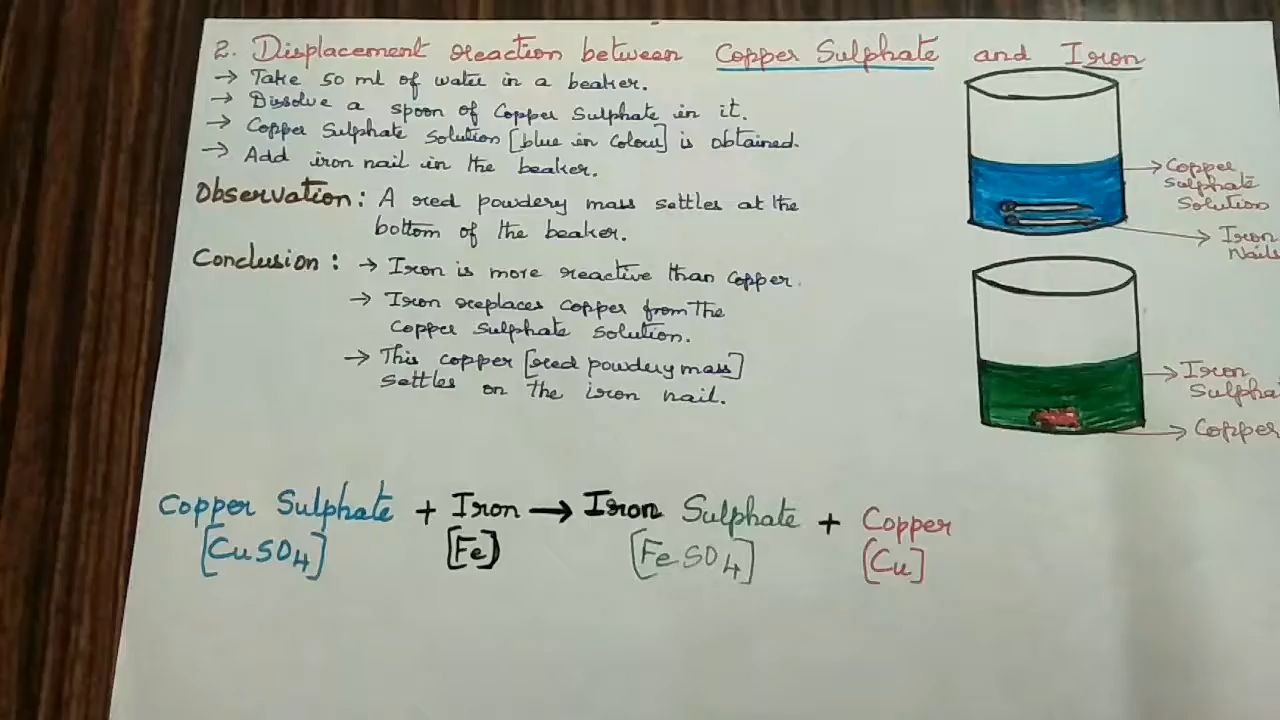 2. Displacement reaction between Copper Sulphate and Iron
→ Take 50 ml of water in a beaker.
→ Dissolve a spoon of Copper Sulphate in it.
→ Copper Sulphate Solution [blue in colour] is obtained.
→ Add iron nail in the beaker.
Observation: A red powdery mass settles at the
bottom of the beaker.
Conclusion: → Iron is more reactive than copper.
→ Iron replaces copper from the
copper sulphate solution.
→ This copper [red powdery mass]
settles on the iron nail.
Copper
Sulphate
Solution
Iron
Nails
Iron
Sulpha
Copper
Copper Sulphate + Iron → Iron Sulphate + Copper
[CuSO4] [Fe] [FeSO4] [Cu]